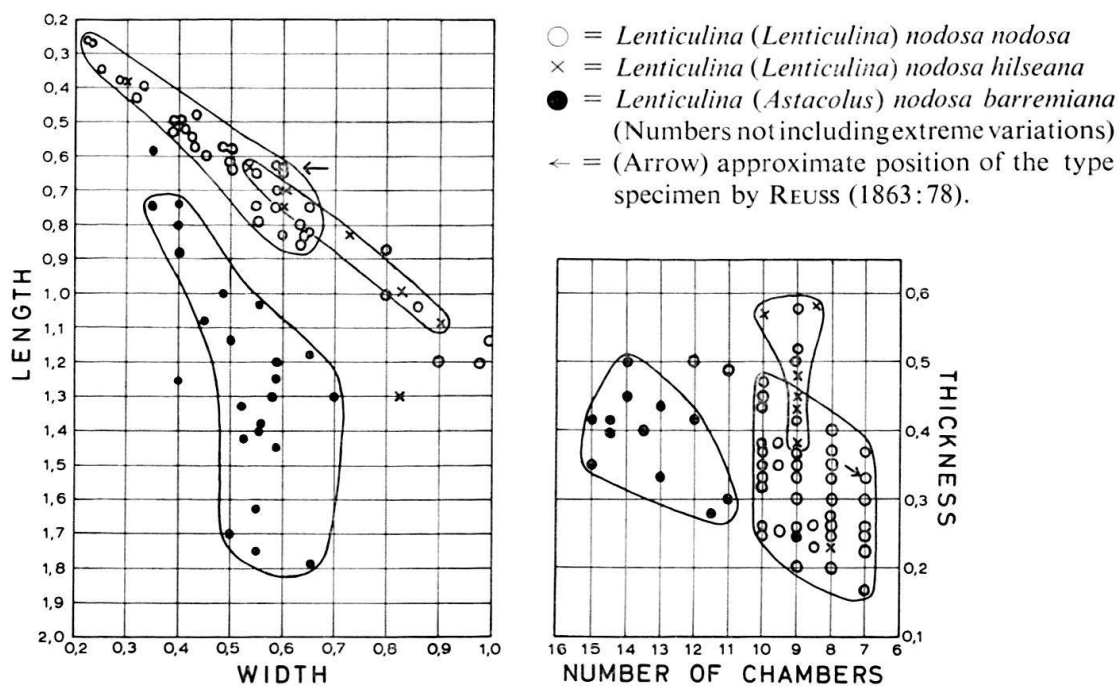 ○ = Lenticulina (Lenticulina) nodosa nodosa
× = Lenticulina (Lenticulina) nodosa hilseana
● = Lenticulina (Astacolus) nodosa barremiana
(Numbers not including extreme variations)
← = (Arrow) approximate position of the type
specimen by REUSS (1863:78).
LENGTH
0,2
0,3
0,4
0,5
0,6
0,7
0,8
0,9
1,0
1,1
1,2
1,3
1,4
1,5
1,6
1,7
1,8
1,9
2,0
0,2 0,3 0,4 0,5 0,6 0,7 0,8 0,9 1,0
WIDTH
0,6
0,5
0,4
0,3
0,2
0,1
THICKNESS
16 15 14 13 12 11 10 9 8 7 6
NUMBER OF CHAMBERS